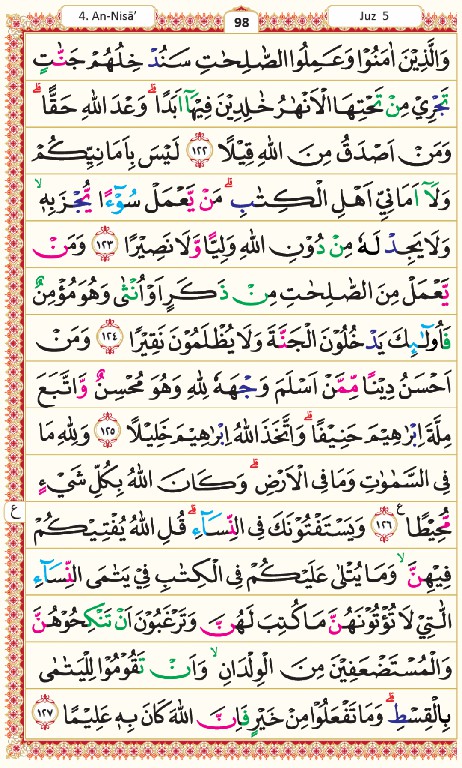 4. An-Nisā’
98
Juz 5
وَالَّذِيْنَ اٰمَنُوْا وَعَمِلُوا الصّٰلِحٰتِ سَنُدْخِلُهُمْ جَنّٰتٍ
تَجْرِيْ مِنْ تَحْتِهَا الْاَنْهٰرُ خٰلِدِيْنَ فِيْهَآ اَبَدًا ۗ وَعْدَ اللّٰهِ حَقًّا ۗ
وَمَنْ اَصْدَقُ مِنَ اللّٰهِ قِيْلًا ١٢٢ لَيْسَ بِاَمَانِيِّكُمْ
وَلَآ اَمَانِيِّ اَهْلِ الْكِتٰبِ ۗ مَنْ يَّعْمَلْ سُوْۤءًا يُّجْزَ بِهٖ ۙ
وَلَا يَجِدْ لَهٗ مِنْ دُوْنِ اللّٰهِ وَلِيًّا وَّلَا نَصِيْرًا ١٢٣ وَمَنْ
يَّعْمَلْ مِنَ الصّٰلِحٰتِ مِنْ ذَكَرٍ اَوْ اُنْثٰى وَهُوَ مُؤْمِنٌ
فَاُولٰۤىِٕكَ يَدْخُلُوْنَ الْجَنَّةَ وَلَا يُظْلَمُوْنَ نَقِيْرًا ١٢٤ وَمَنْ
اَحْسَنُ دِيْنًا مِّمَّنْ اَسْلَمَ وَجْهَهٗ لِلّٰهِ وَهُوَ مُحْسِنٌ وَّاتَّبَعَ
مِلَّةَ اِبْرٰهِيْمَ حَنِيْفًا ۗ وَاتَّخَذَ اللّٰهُ اِبْرٰهِيْمَ خَلِيْلًا ١٢٥ وَلِلّٰهِ مَا
فِى السَّمٰوٰتِ وَمَا فِى الْاَرْضِ ۗ وَكَانَ اللّٰهُ بِكُلِّ شَيْءٍ
مُّحِيْطًا ࣖ ١٢٦ وَيَسْتَفْتُوْنَكَ فِى النِّسَاۤءِ ۗ قُلِ اللّٰهُ يُفْتِيْكُمْ
ع
فِيْهِنَّ ۙ وَمَا يُتْلٰى عَلَيْكُمْ فِى الْكِتٰبِ فِيْ يَتٰمَى النِّسَاۤءِ
الّٰتِيْ لَا تُؤْتُوْنَهُنَّ مَا كُتِبَ لَهُنَّ وَتَرْغَبُوْنَ اَنْ تَنْكِحُوْهُنَّ
وَالْمُسْتَضْعَفِيْنَ مِنَ الْوِلْدَانِ ۙ وَاَنْ تَقُوْمُوْا لِلْيَتٰمٰى
بِالْقِسْطِ ۗ وَمَا تَفْعَلُوْا مِنْ خَيْرٍ فَاِنَّ اللّٰهَ كَانَ بِهٖ عَلِيْمًا ١٢٧